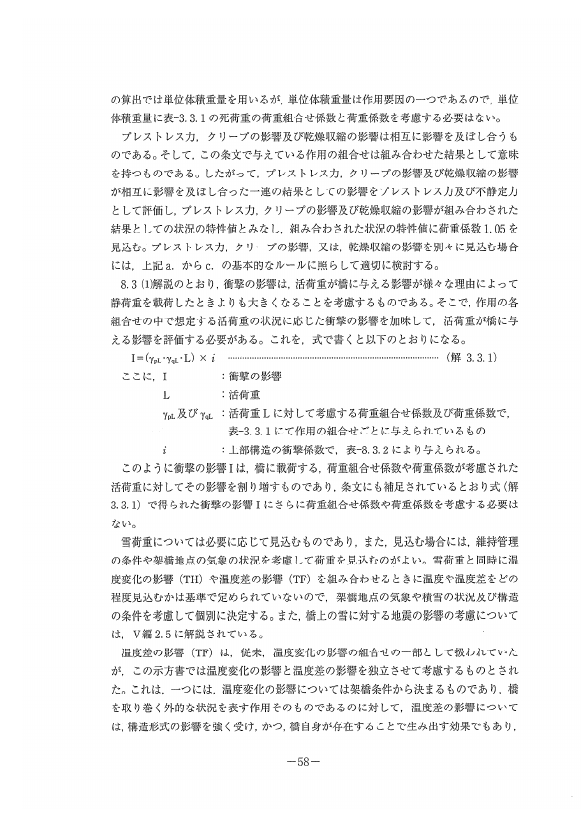 の算出では単位体積重量を用いるが，単位体積重量は作用要因の一つであるので，単位
体積重量に表-3.3.1の死荷重の荷重組合せ係数と荷重係数を考慮する必要はない。
プレストレス力，クリープの影響及び乾燥収縮の影響は相互に影響を及ぼし合うも
のである。そして，この条文で与えている作用の組合せは組み合わせた結果として意味
を持つものである。したがって，プレストレス力，クリープの影響及び乾燥収縮の影響
が相互に影響を及ぼし合った一連の結果としての影響をプレストレス力及び不静定力
として評価し，プレストレス力，クリープの影響及び乾燥収縮の影響が組み合わされた
結果としての状況の特性値とみなし，組み合わされた状況の特性値に荷重係数1.05を
見込む。プレストレス力，クリープの影響，又は，乾燥収縮の影響を別々に見込む場合
には，上記a．からc．の基本的なルールに照らして適切に検討する。
8.3(1)解説のとおり，衝撃の影響は，活荷重が橋に与える影響が様々な理由によって
静荷重を載荷したときよりも大きくなることを考慮するものである。そこで，作用の各
組合せの中で想定する活荷重の状況に応じた衝撃の影響を加味して，活荷重が橋に与
える影響を評価する必要がある。これを，式で書くと以下のとおりになる。
I=(γpL·γqL·L)×i ……………………………………………………………（解 3.3.1）
ここに，I ：衝撃の影響
L ：活荷重
γpL及びγqL ：活荷重Lに対して考慮する荷重組合せ係数及び荷重係数で，
表-3.3.1にて作用の組合せごとに与えられているもの
i ：上部構造の衝撃係数で，表-8.3.2により与えられる。
このように衝撃の影響Iは，橋に載荷する，荷重組合せ係数や荷重係数が考慮された
活荷重に対してその影響を割り増すものであり，条文にも補足されているとおり式（解
3.3.1）で得られた衝撃の影響Iにさらに荷重組合せ係数や荷重係数を考慮する必要は
ない。
雪荷重については必要に応じて見込むものであり，また，見込む場合には，維持管理
の条件や架橋地点の気象の状況を考慮して荷重を見込むのがよい。雪荷重と同時に温
度変化の影響（TH）や温度差の影響（TF）を組み合わせるときに温度や温度差をどの
程度見込むかは基準で定められていないので，架橋地点の気象や積雪の状況及び構造
の条件を考慮して個別に決定する。また，橋上の雪に対する地震の影響の考慮について
は，Ⅴ編2.5に解説されている。
温度差の影響（TF）は，従来，温度変化の影響の組合せの一部として扱われていた
が，この示方書では温度変化の影響と温度差の影響を独立させて考慮するものとされ
た。これは，一つには，温度変化の影響については架橋条件から決まるものであり，橋
を取り巻く外的な状況を表す作用そのものであるのに対して，温度差の影響について
は，構造形式の影響を強く受け，かつ，橋自身が存在することで生み出す効果でもあり，
—58—